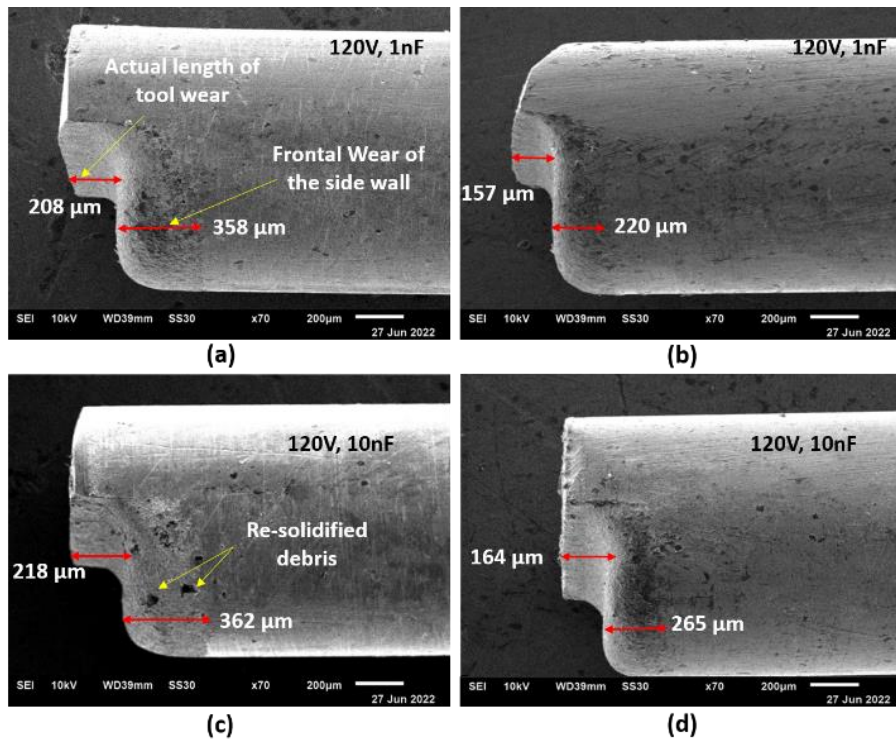 120V, 1nF
Actual length of
tool wear
Frontal Wear of
the side wall
208 µm
358 µm
SEI 10kV WD39mm SS30 x70 200µm
27 Jun 2022
(a)
120V, 1nF
157 µm
220 µm
SEI 10kV WD39mm SS30 x70 200µm
27 Jun 2022
(b)
120V, 10nF
Re-solidified
debris
218 µm
362 µm
SEI 10kV WD39mm SS30 x70 200µm
27 Jun 2022
(c)
120V, 10nF
164 µm
265 µm
SEI 10kV WD39mm SS30 x70 200µm
27 Jun 2022
(d)